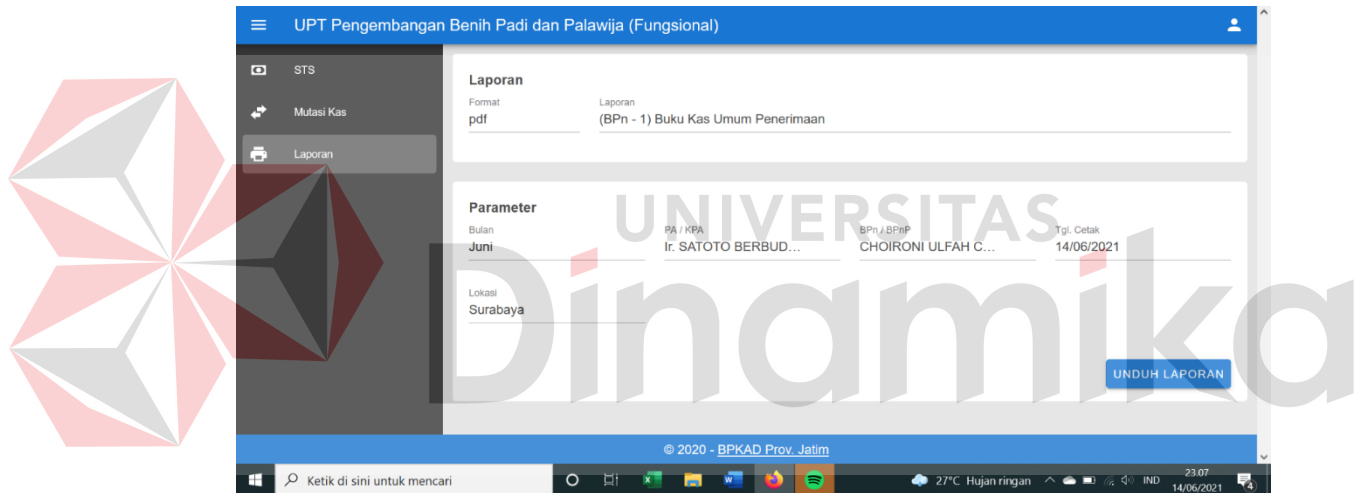 UPT Pengembangan Benih Padi dan Palawija (Fungsional)
STS
Mutasi Kas
Laporan
Laporan
Format
Laporan
pdf
(BPn - 1) Buku Kas Umum Penerimaan
UNIVERSITAS
Dinamika
Parameter
Bulan
PA / KPA
BPn / BPnP
Tgl. Cetak
Juni
Ir. SATOTO BERBUD...
CHOIRONI ULFAH C...
14/06/2021
Lokasi
Surabaya
UNDUH LAPORAN
© 2020 - BPKAD Prov. Jatim
Ketik di sini untuk mencari
27°C Hujan ringan
IND
23.07
14/06/2021
4